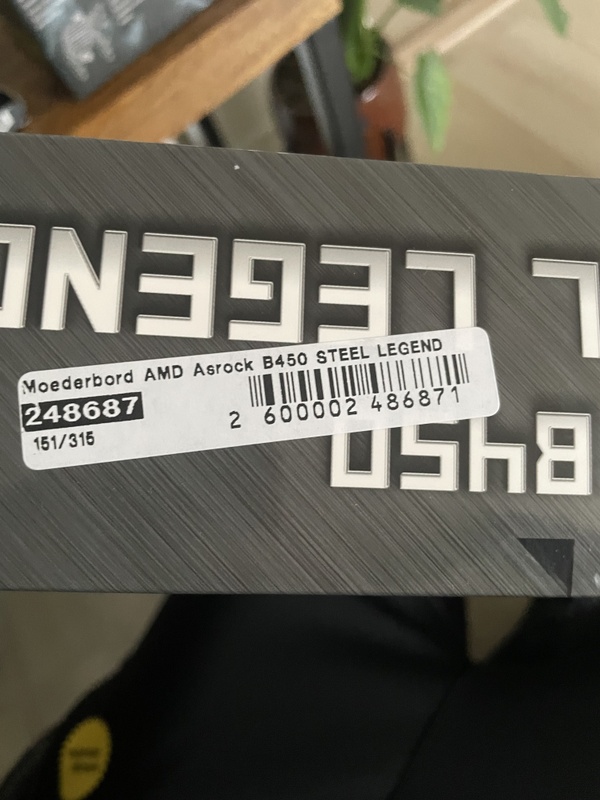 L LEGEND
B450
Moederbord AMD Asrock B450 STEEL LEGEND
248687
2 600002 486871
151/315